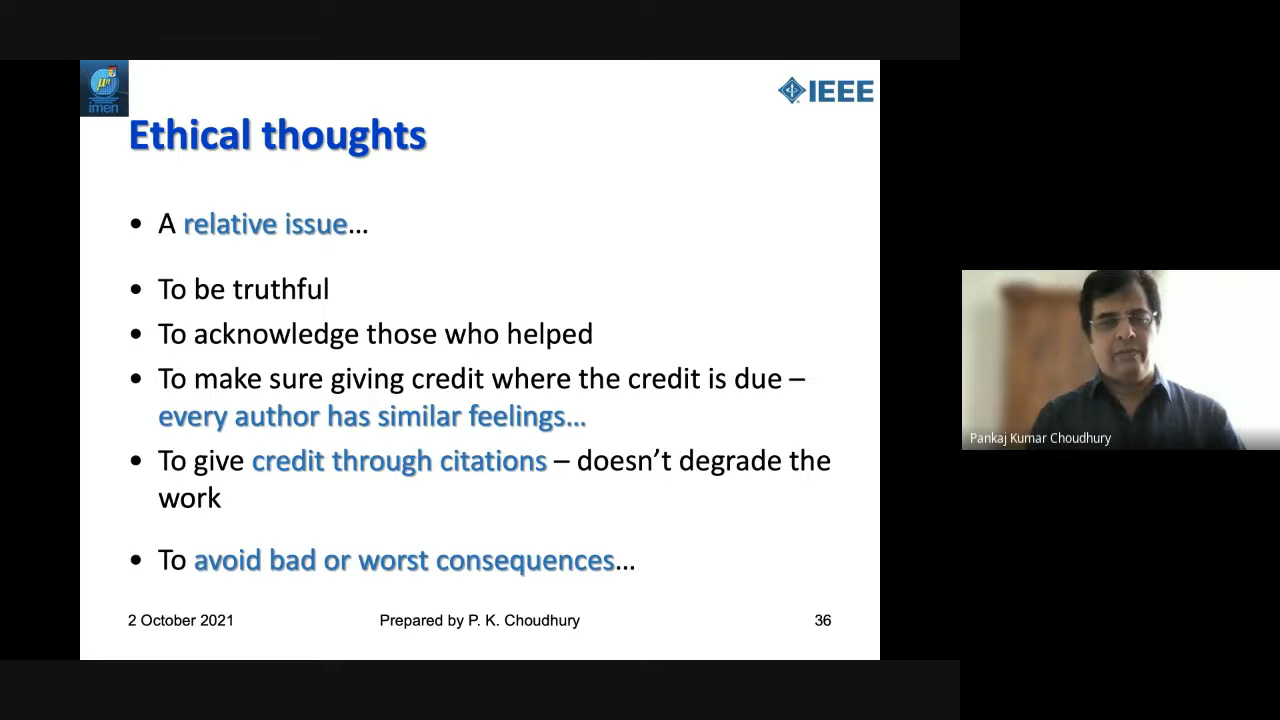 μη
imen
IEEE
Ethical thoughts
• A relative issue…
• To be truthful
• To acknowledge those who helped
• To make sure giving credit where the credit is due –
every author has similar feelings…
• To give credit through citations – doesn’t degrade the
work
• To avoid bad or worst consequences…
2 October 2021 Prepared by P. K. Choudhury 36
Pankaj Kumar Choudhury